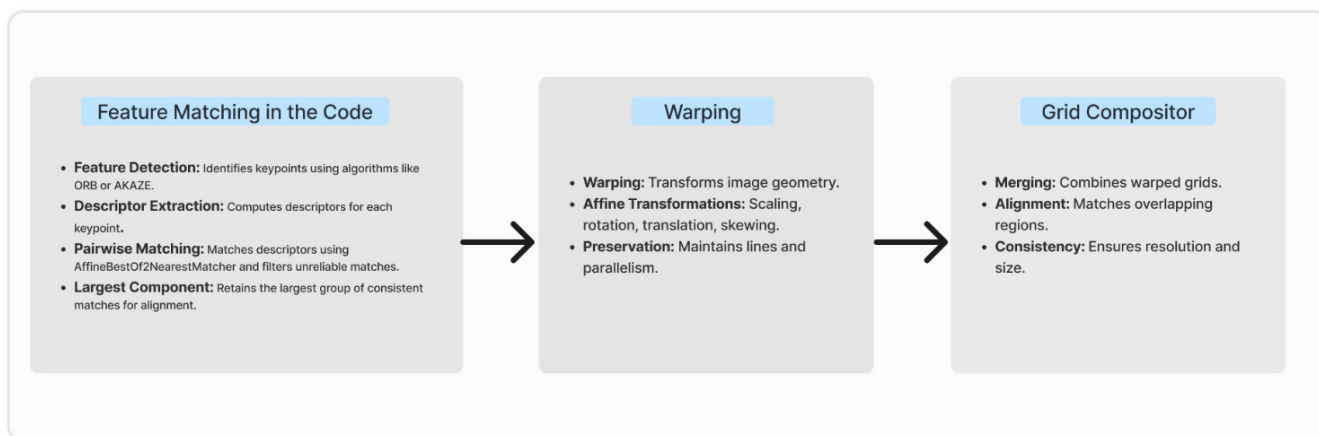 Feature Matching in the Code
• Feature Detection: Identifies keypoints using algorithms like
ORB or AKAZE.
• Descriptor Extraction: Computes descriptors for each
keypoint.
• Pairwise Matching: Matches descriptors using
AffineBestOf2NearestMatcher and filters unreliable matches.
• Largest Component: Retains the largest group of consistent
matches for alignment.
Warping
• Warping: Transforms image geometry.
• Affine Transformations: Scaling,
rotation, translation, skewing.
• Preservation: Maintains lines and
parallelism.
Grid Compositor
• Merging: Combines warped grids.
• Alignment: Matches overlapping
regions.
• Consistency: Ensures resolution and
size.